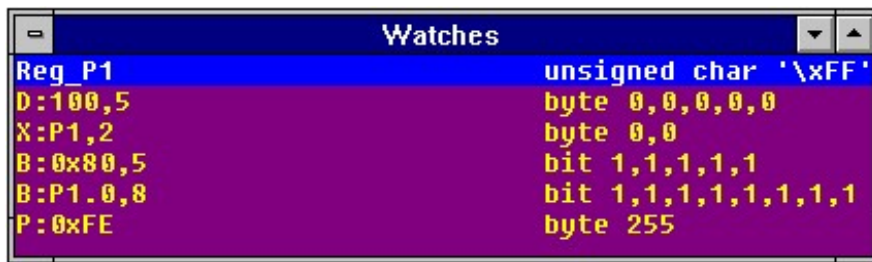 Watches
Reg_P1 unsigned char '\xFF'
D:100,5 byte 0,0,0,0,0
X:P1,2 byte 0,0
B:0x80,5 bit 1,1,1,1,1
B:P1.0,8 bit 1,1,1,1,1,1,1,1
P:0xFE byte 255